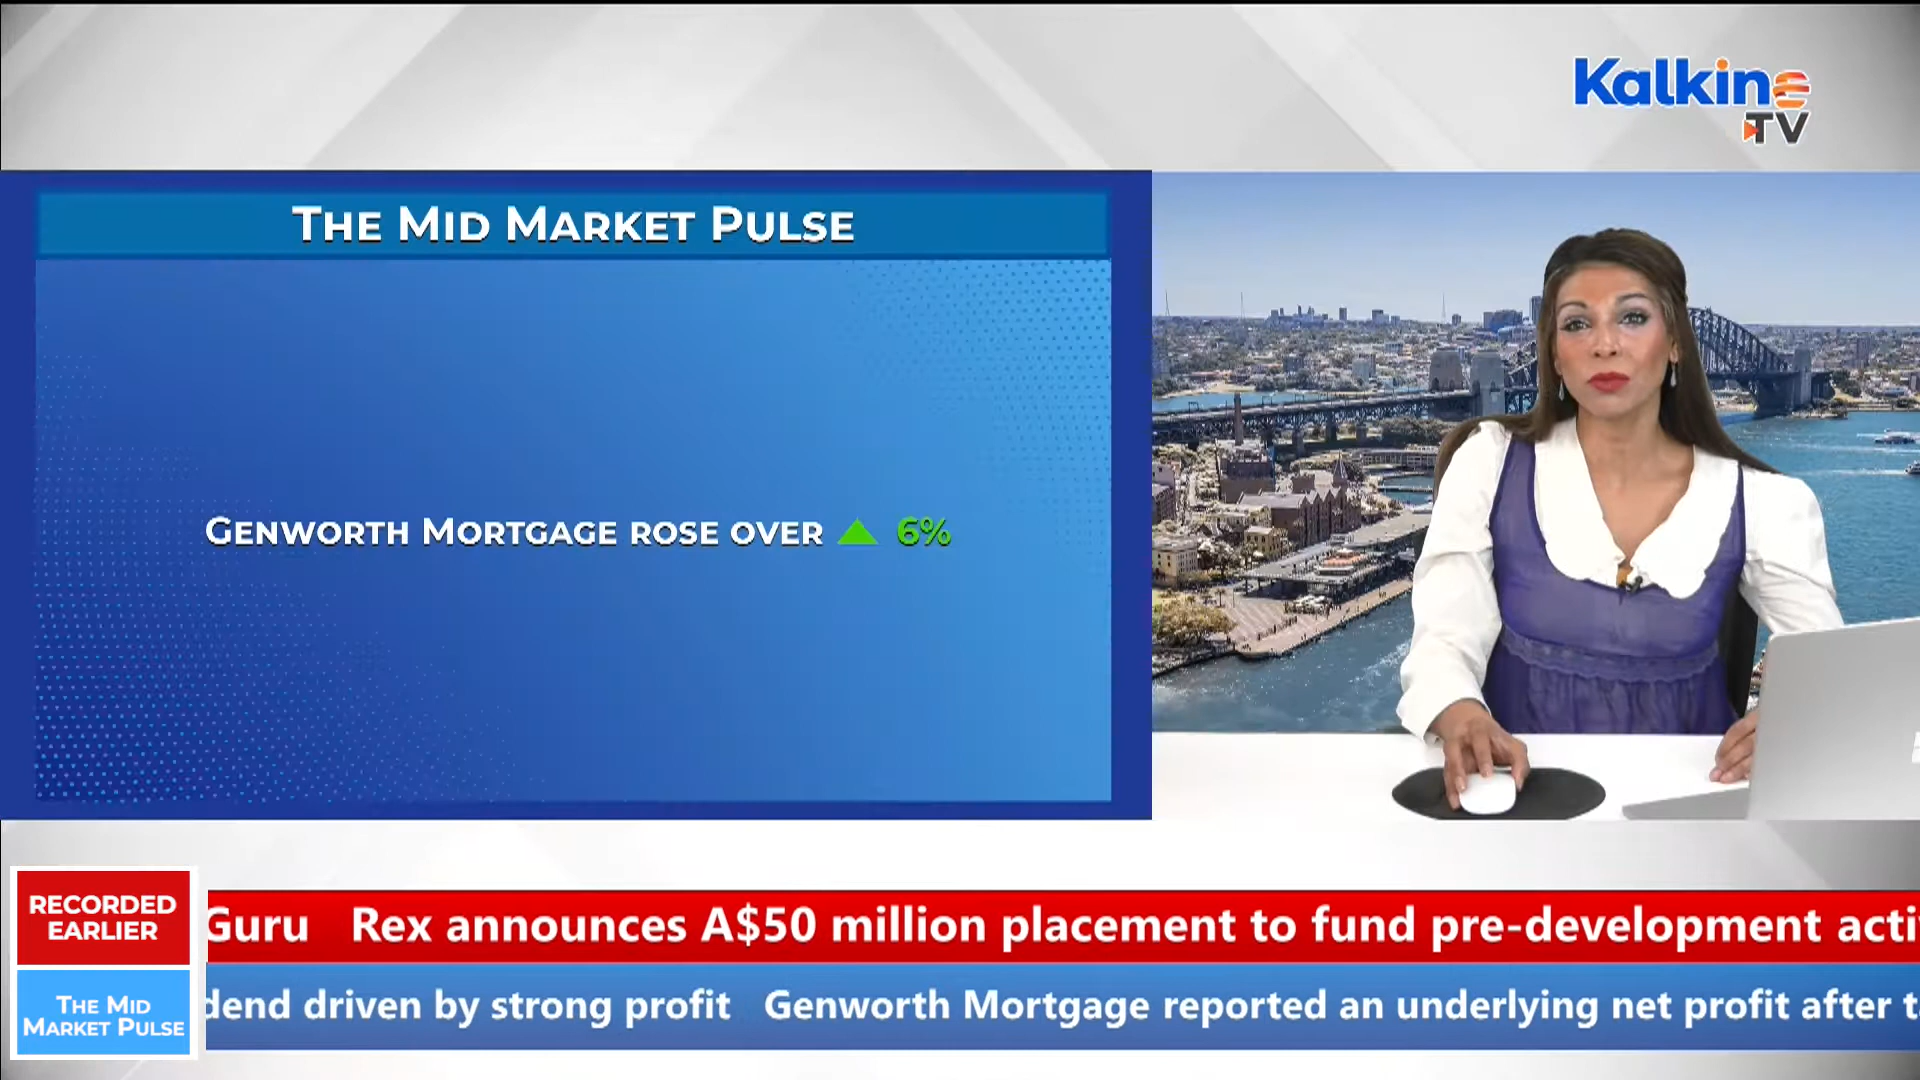 Kalkine
TV
THE MID MARKET PULSE
GENWORTH MORTGAGE ROSE OVER ▲ 6%
RECORDED
EARLIER
Guru Rex announces A$50 million placement to fund pre-development acti
THE MID
MARKET PULSE
dend driven by strong profit Genworth Mortgage reported an underlying net profit after t